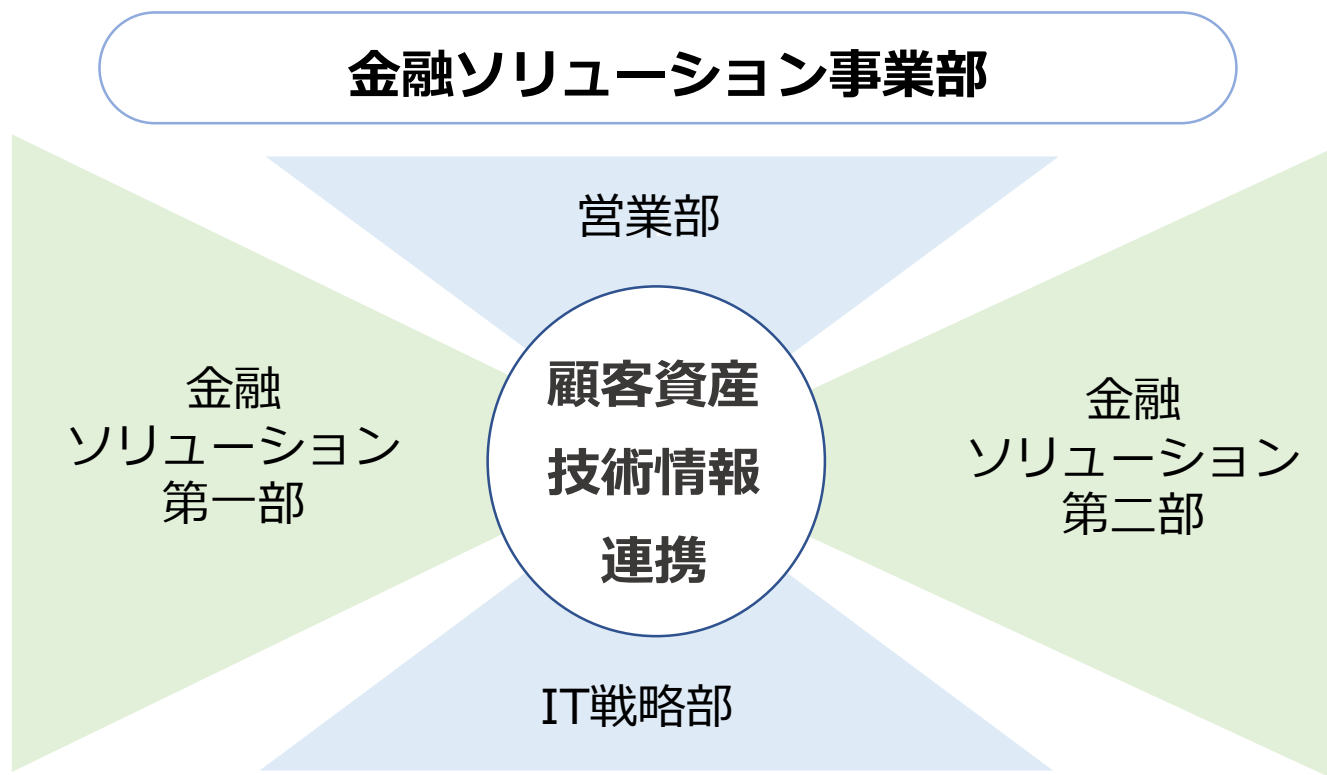 金融ソリューション事業部
営業部
金融
ソリューション
第一部
顧客資産
技術情報
連携
金融
ソリューション
第二部
IT戦略部